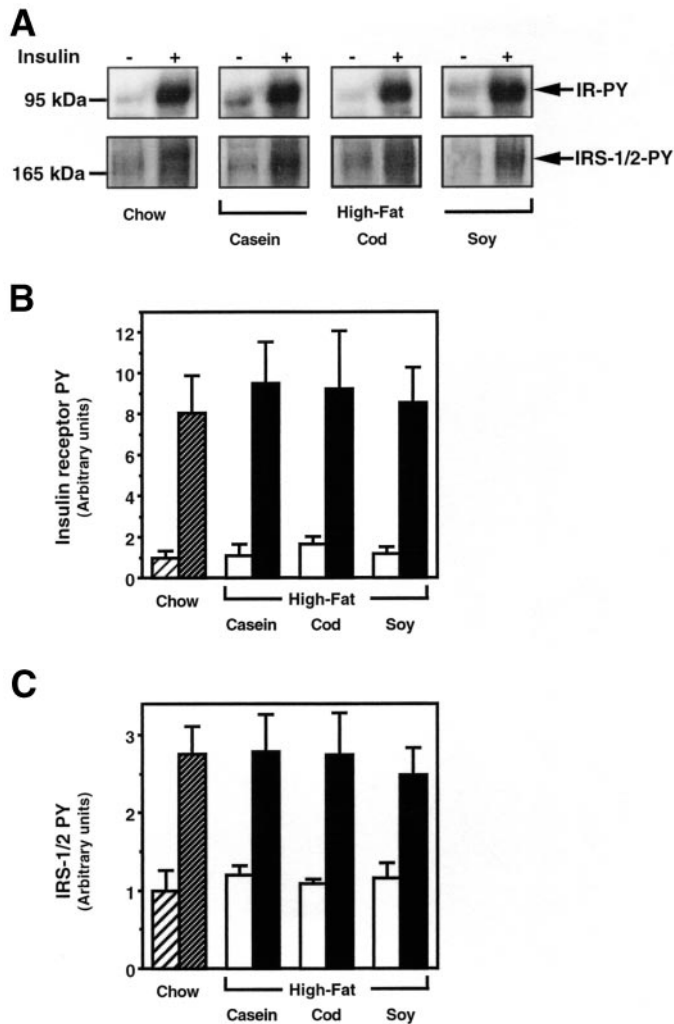 A
Insulin - + - + - + - +
95 kDa IR-PY
165 kDa IRS-1/2-PY
Chow High-Fat
Casein Cod Soy
B
Insulin receptor PY
(Arbitrary units)
12
10
8
6
4
2
0
Chow High-Fat
Casein Cod Soy
C
IRS-1/2 PY
(Arbitrary units)
3
2
1
0
Chow High-Fat
Casein Cod Soy